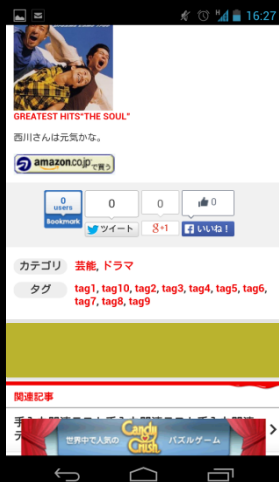 16:27
GREATEST HITS“THE SOUL”
西川さんは元気かな。
amazon.co.jp で買う
0 users
Bookmark
0
ツイート
0
g+1
0
いいね！
カテゴリ 芸能, ドラマ
タグ tag1, tag10, tag2, tag3, tag4, tag5, tag6,
tag7, tag8, tag9
関連記事
世界中で人気の Candy Crush パズルゲーム